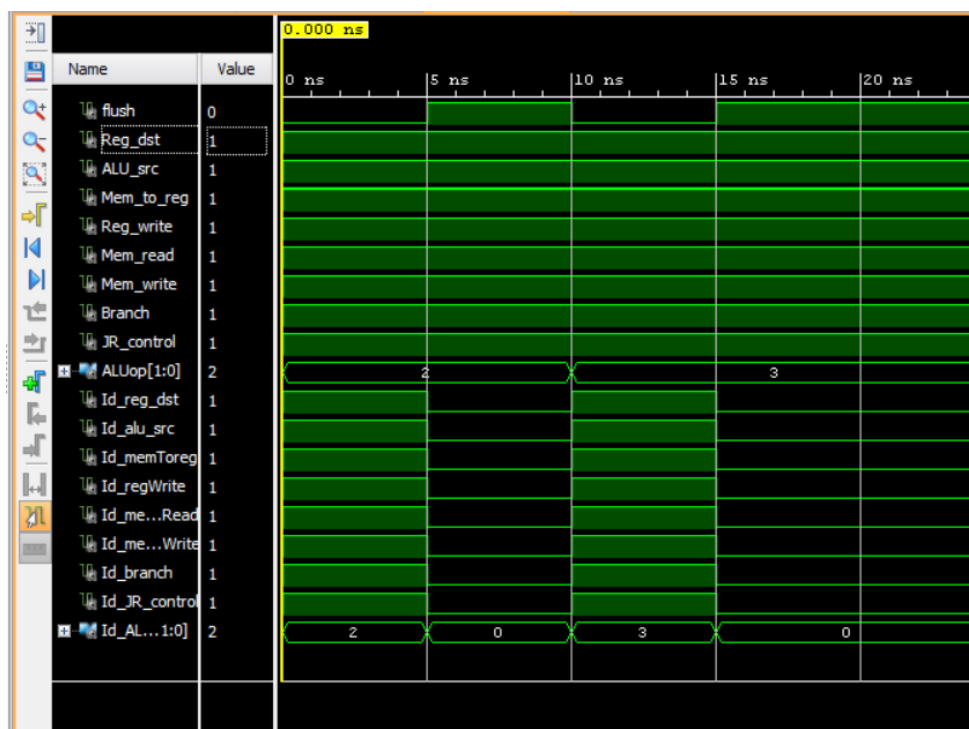 0.000 ns
Name Value
0 ns 5 ns 10 ns 15 ns 20 ns
flush 0
Reg_dst 1
ALU_src 1
Mem_to_reg 1
Reg_write 1
Mem_read 1
Mem_write 1
Branch 1
JR_control 1
ALUop[1:0] 2 2 3
Id_reg_dst 1
Id_alu_src 1
Id_memToreg 1
Id_regWrite 1
Id_me...Read 1
Id_me...Write 1
Id_branch 1
Id_JR_control 1
Id_AL...1:0] 2 2 0 3 0